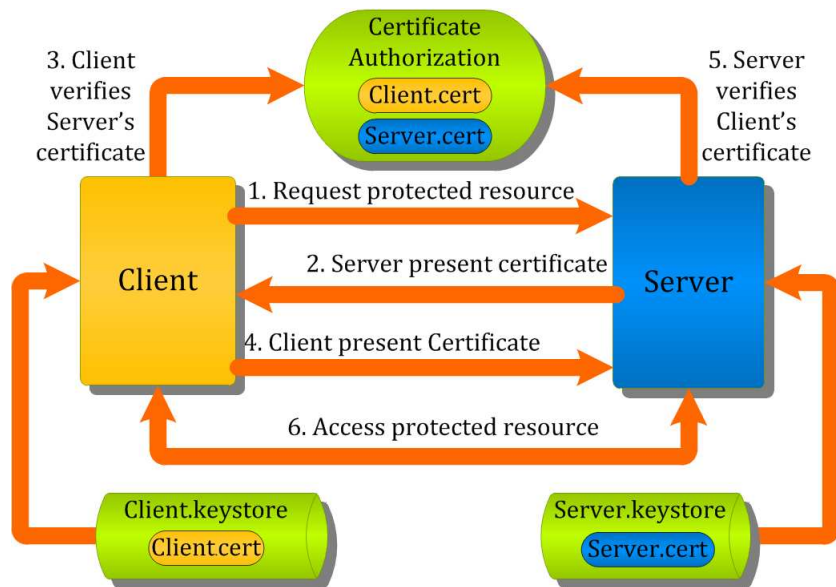 3. Client
verifies
Server's
certificate
Certificate
Authorization
Client.cert
Server.cert
5. Server
verifies
Client's
certificate
1. Request protected resource
2. Server present certificate
Client
Server
4. Client present Certificate
6. Access protected resource
Client.keystore
Client.cert
Server.keystore
Server.cert